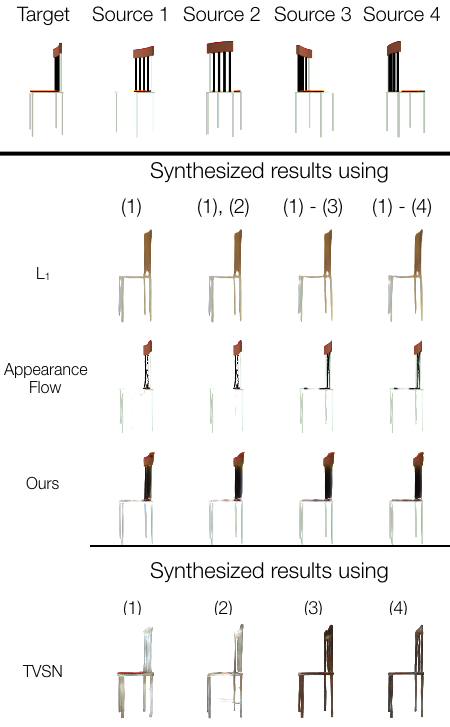 Target Source 1 Source 2 Source 3 Source 4
Synthesized results using
(1) (1), (2) (1) - (3) (1) - (4)
L₁
Appearance
Flow
Ours
Synthesized results using
(1) (2) (3) (4)
TVSN